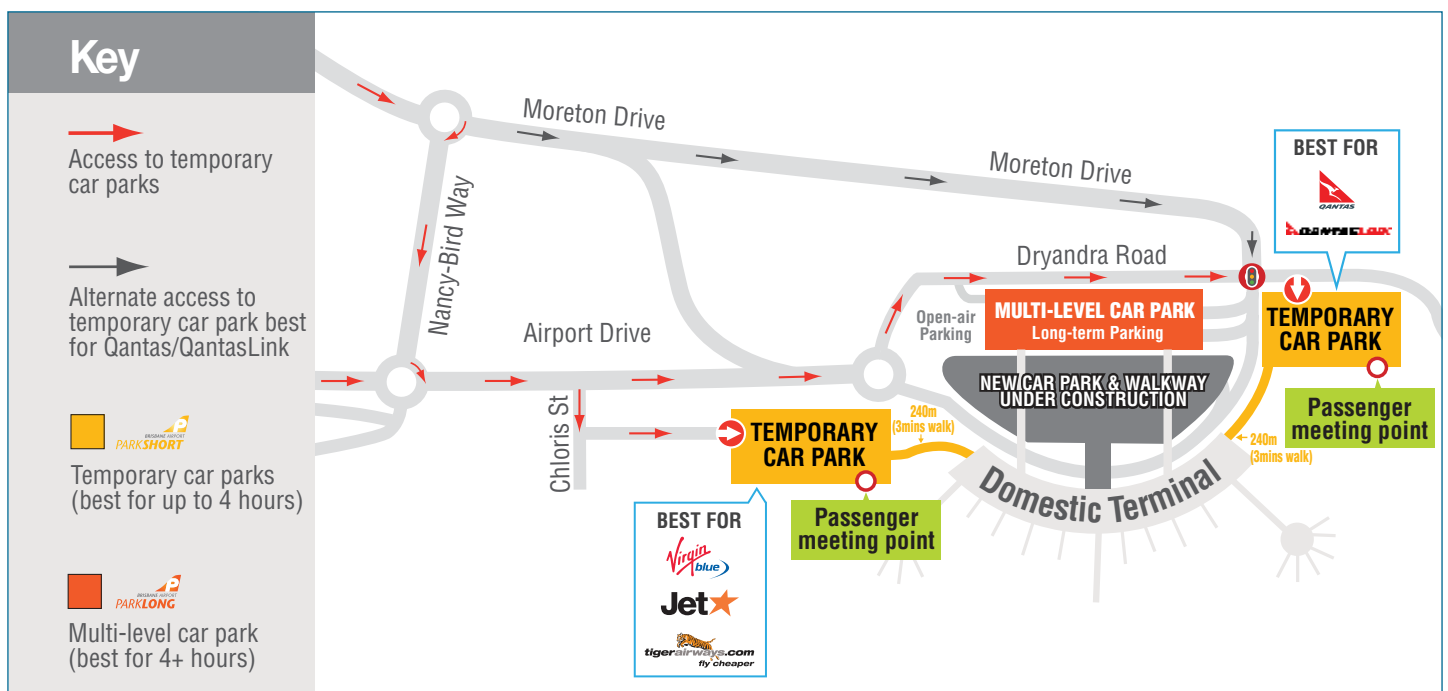 Key
Access to temporary
car parks
Alternate access to
temporary car park best
for Qantas/QantasLink
P
BRISBANE AIRPORT
PARKSHORT
Temporary car parks
(best for up to 4 hours)
P
BRISBANE AIRPORT
PARKLONG
Multi-level car park
(best for 4+ hours)
Moreton Drive
Moreton Drive
Nancy-Bird Way
Dryandra Road
Airport Drive
Chloris St
Open-air
Parking
MULTI-LEVEL CAR PARK
Long-term Parking
NEW CAR PARK & WALKWAY
UNDER CONSTRUCTION
BEST FOR
QANTAS
TEMPORARY
CAR PARK
Passenger
meeting point
240m
(3mins walk)
TEMPORARY
CAR PARK
240m
(3mins walk)
Passenger
meeting point
Domestic Terminal
BEST FOR
Virgin
blue
Jet
tigerairways.com
fly cheaper